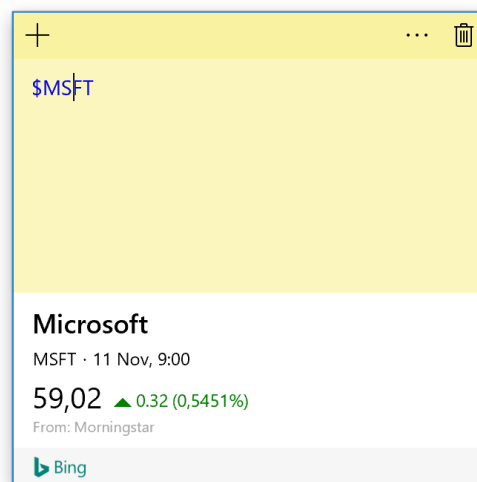 $MSFT
Microsoft
MSFT · 11 Nov, 9:00
59,02 ▲ 0.32 (0,5451%)
From: Morningstar
Bing